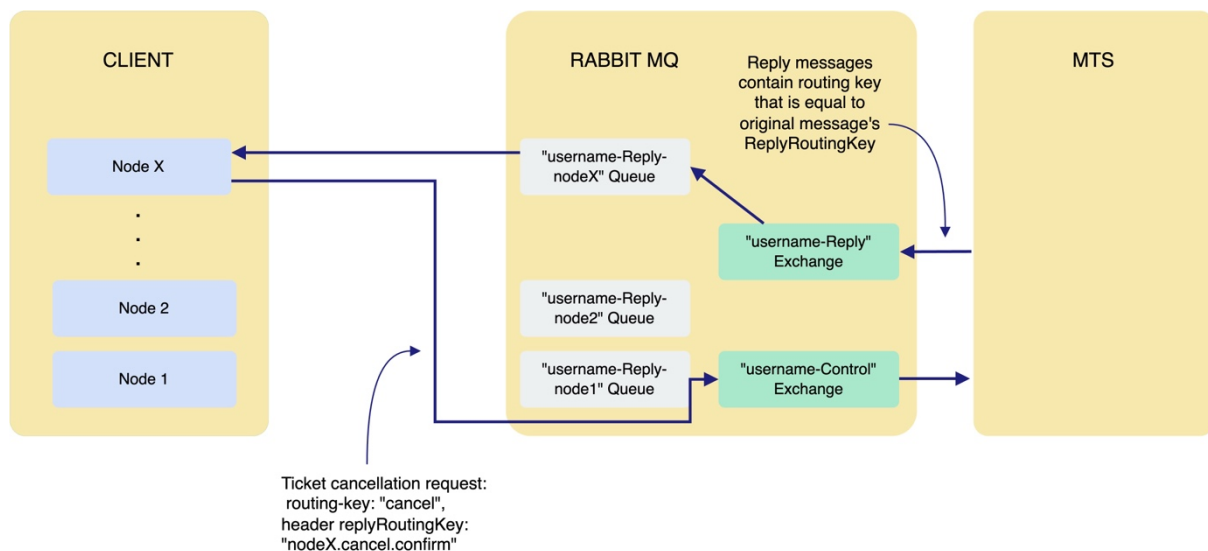 CLIENT
RABBIT MQ
MTS
Reply messages
contain routing key
that is equal to
original message's
ReplyRoutingKey
Node X
"username-Reply-
nodeX" Queue
"username-Reply"
Exchange
Node 2
"username-Reply-
node2" Queue
Node 1
"username-Reply-
node1" Queue
"username-Control"
Exchange
Ticket cancellation request:
routing-key: "cancel",
header replyRoutingKey:
"nodeX.cancel.confirm"